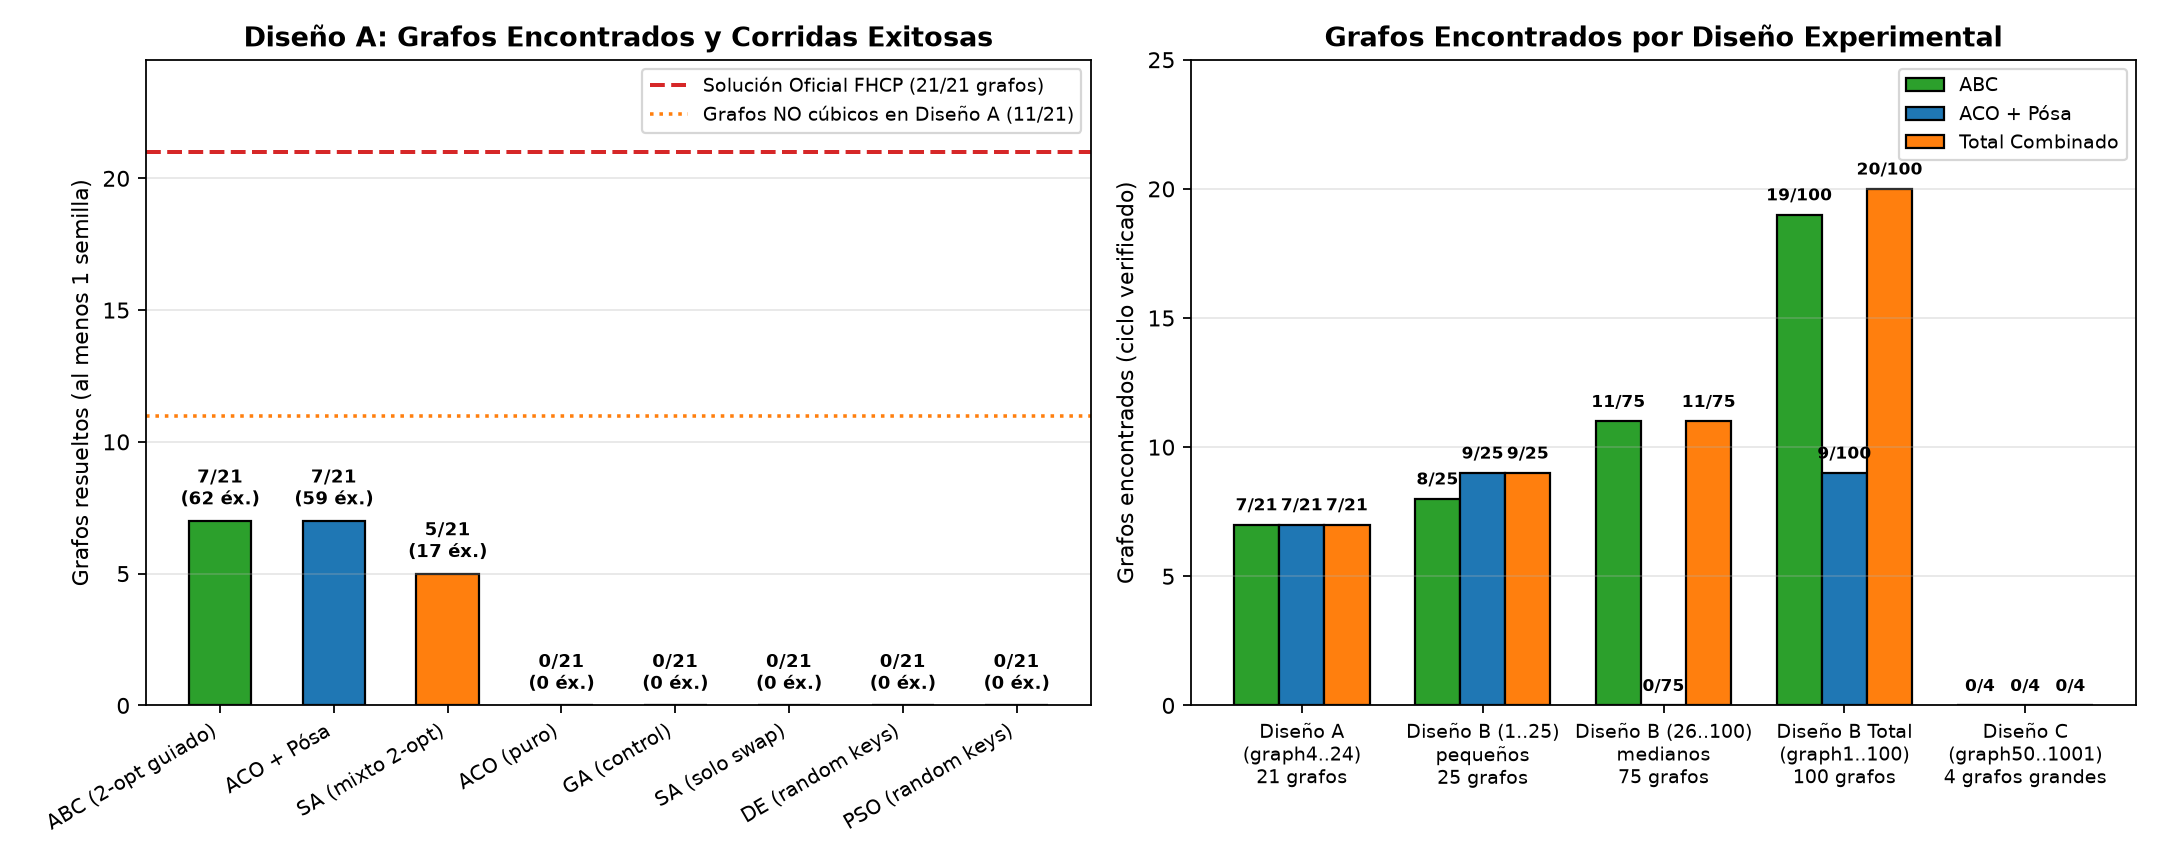 Diseño A: Grafos Encontrados y Corridas Exitosas
Solución Oficial FHCP (21/21 grafos)
Grafos NO cúbicos en Diseño A (11/21)
Grafos resueltos (al menos 1 semilla)
20
15
10
5
0
7/21
(62 éx.)
7/21
(59 éx.)
5/21
(17 éx.)
0/21
(0 éx.)
0/21
(0 éx.)
0/21
(0 éx.)
0/21
(0 éx.)
0/21
(0 éx.)
ABC (2-opt guiado)
ACO + Pósa
SA (mixto 2-opt)
ACO (puro)
GA (control)
SA (solo swap)
DE (random keys)
PSO (random keys)
Grafos Encontrados por Diseño Experimental
ABC
ACO + Pósa
Total Combinado
Grafos encontrados (ciclo verificado)
25
20
15
10
5
0
7/21 7/21 7/21
8/25 9/25 9/25
11/75 0/75 11/75
19/100 9/100 20/100
0/4 0/4 0/4
Diseño A
(graph4..24)
21 grafos
Diseño B (1..25)
pequeños
25 grafos
Diseño B (26..100)
medianos
75 grafos
Diseño B Total
(graph1..100)
100 grafos
Diseño C
(graph50..1001)
4 grafos grandes